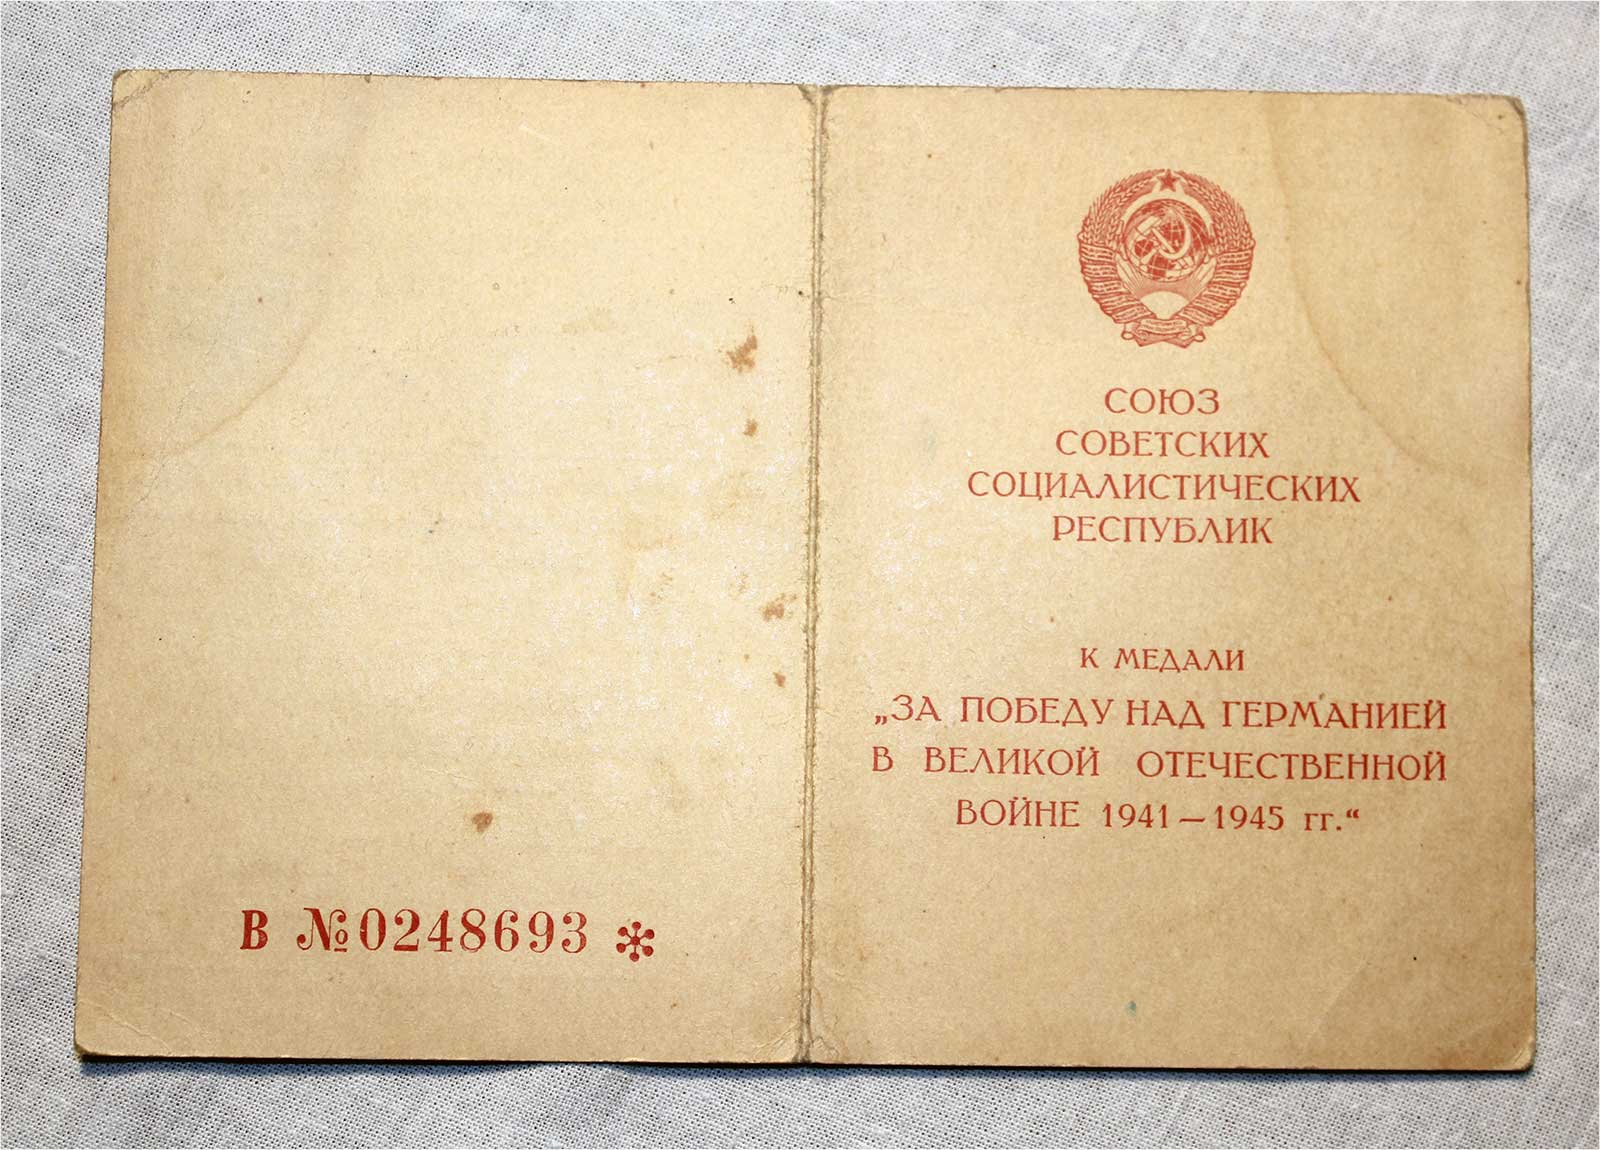 В №0248693 *
СОЮЗ
СОВЕТСКИХ
СОЦИАЛИСТИЧЕСКИХ
РЕСПУБЛИК
К МЕДАЛИ
„ЗА ПОБЕДУ НАД ГЕРМАНИЕЙ
В ВЕЛИКОЙ ОТЕЧЕСТВЕННОЙ
ВОЙНЕ 1941—1945 гг.“